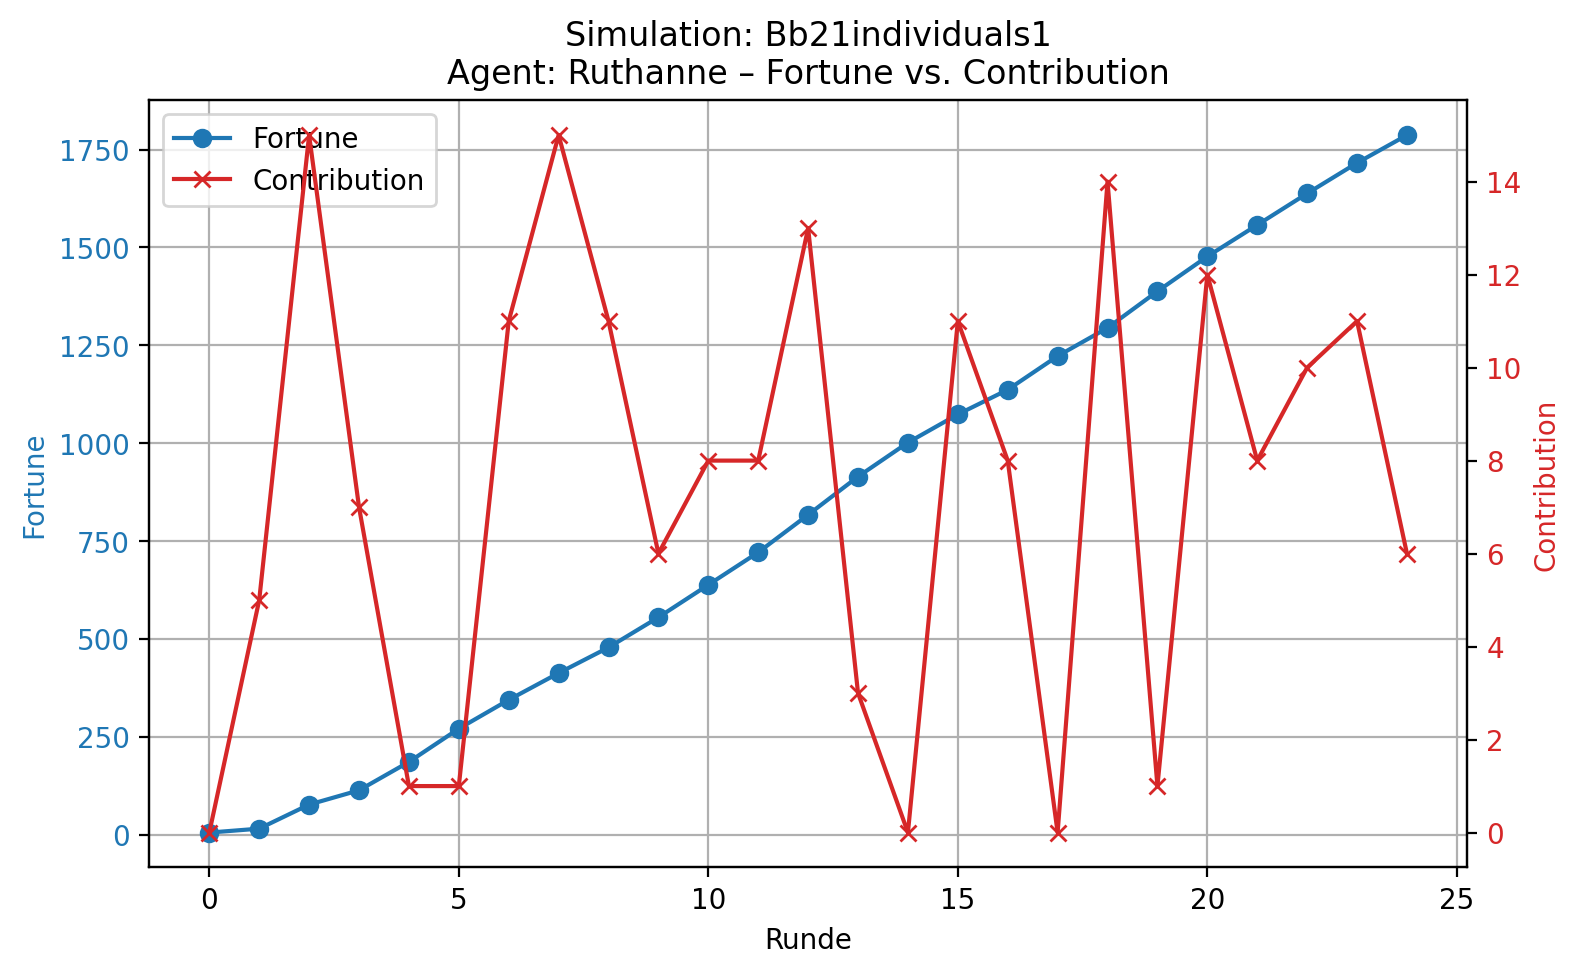 Simulation: Bb21individuals1
Agent: Ruthanne – Fortune vs. Contribution
Fortune
Contribution
1750
1500
1250
1000
750
500
250
0
Fortune
14
12
10
8
6
4
2
0
Contribution
0 5 10 15 20 25
Runde